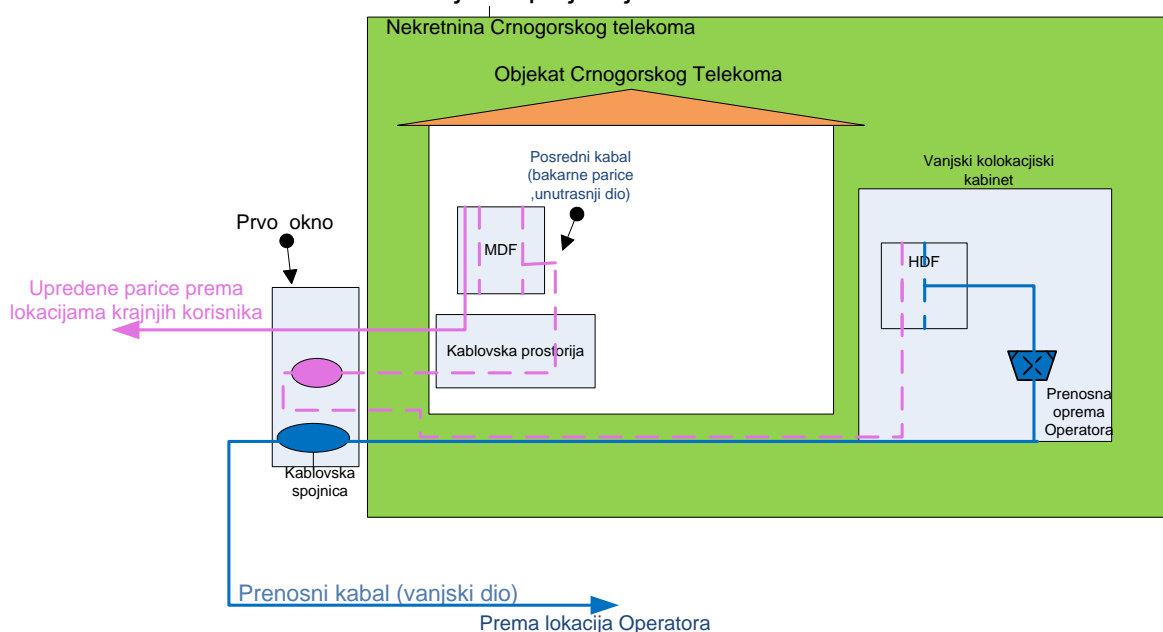 Nekretnina Crnogorskog telekoma
Objekat Crnogorskog Telekoma
Posredni kabal
(bakarne parice
,unutrasnji dio)
Vanjski kolokacjiski
kabinet
Prvo okno
MDF
HDF
Upredene parice prema
lokacijama krajnjih korisnika
Kablovska prostorija
Prenosna
oprema
Operatora
Kablovska
spojnica
Prenosni kabal (vanjski dio)
Prema lokacija Operatora